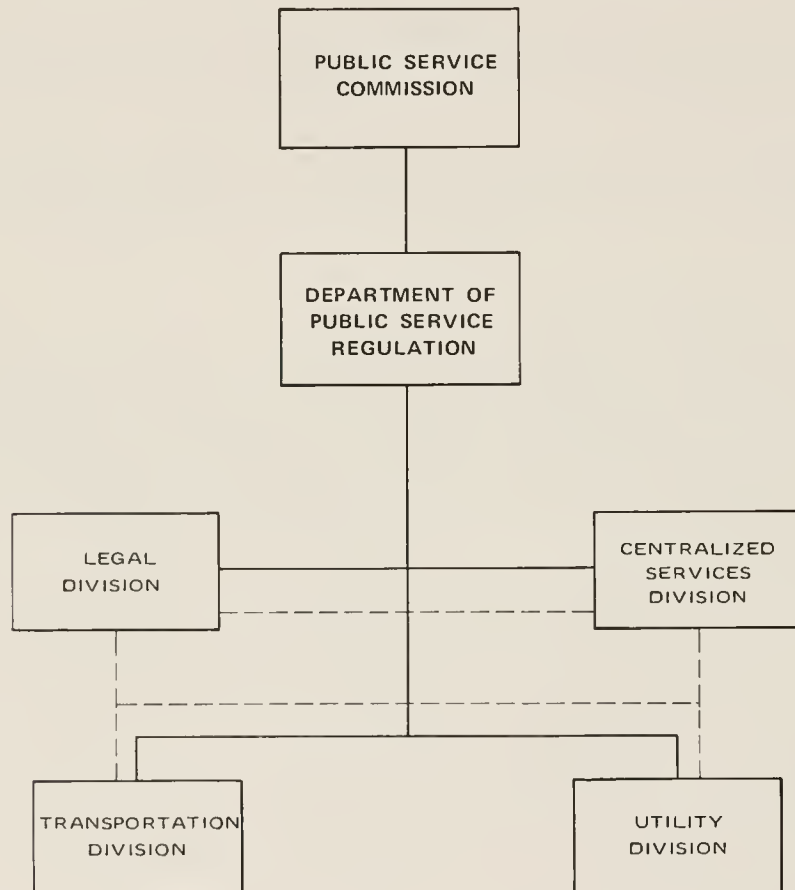 PUBLIC SERVICE
COMMISSION
DEPARTMENT OF
PUBLIC SERVICE
REGULATION
LEGAL
DIVISION
CENTRALIZED
SERVICES
DIVISION
TRANSPORTATION
DIVISION
UTILITY
DIVISION